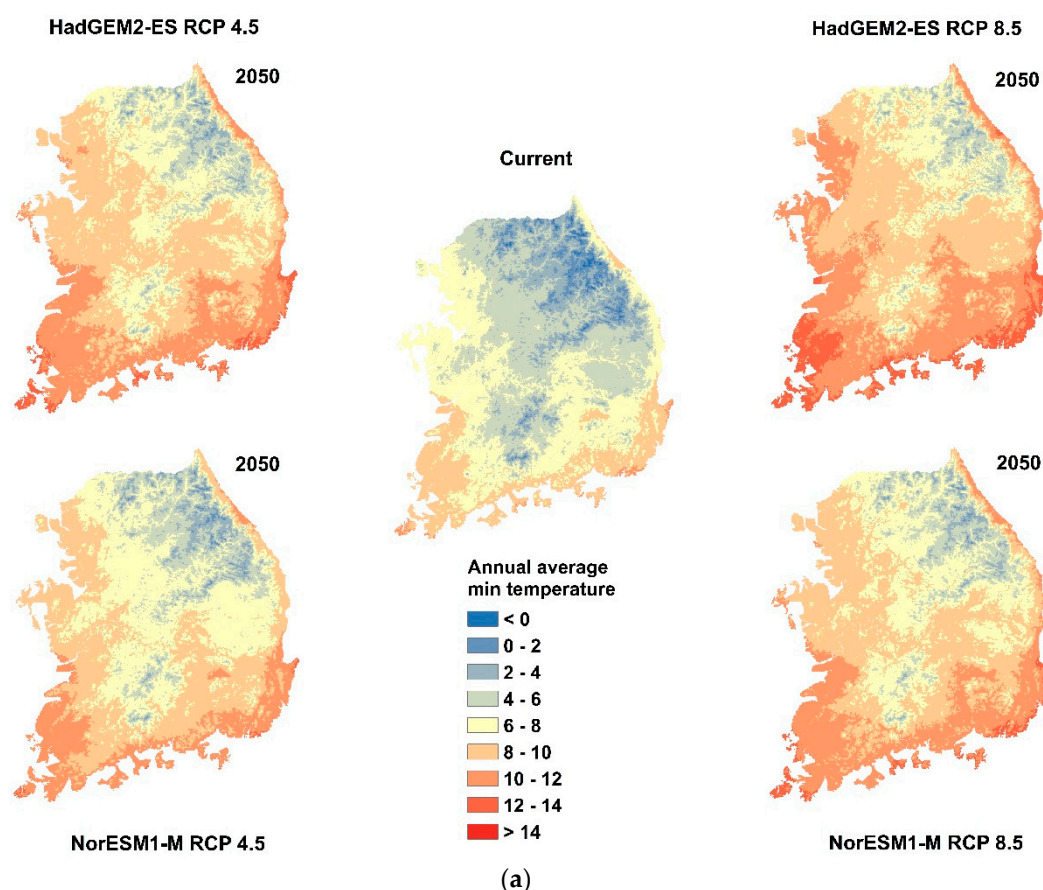 HadGEM2-ES RCP 4.5
2050
HadGEM2-ES RCP 8.5
2050
Current
2050
2050
Annual average
min temperature
< 0
0 - 2
2 - 4
4 - 6
6 - 8
8 - 10
10 - 12
12 - 14
> 14
NorESM1-M RCP 4.5
NorESM1-M RCP 8.5
(a)